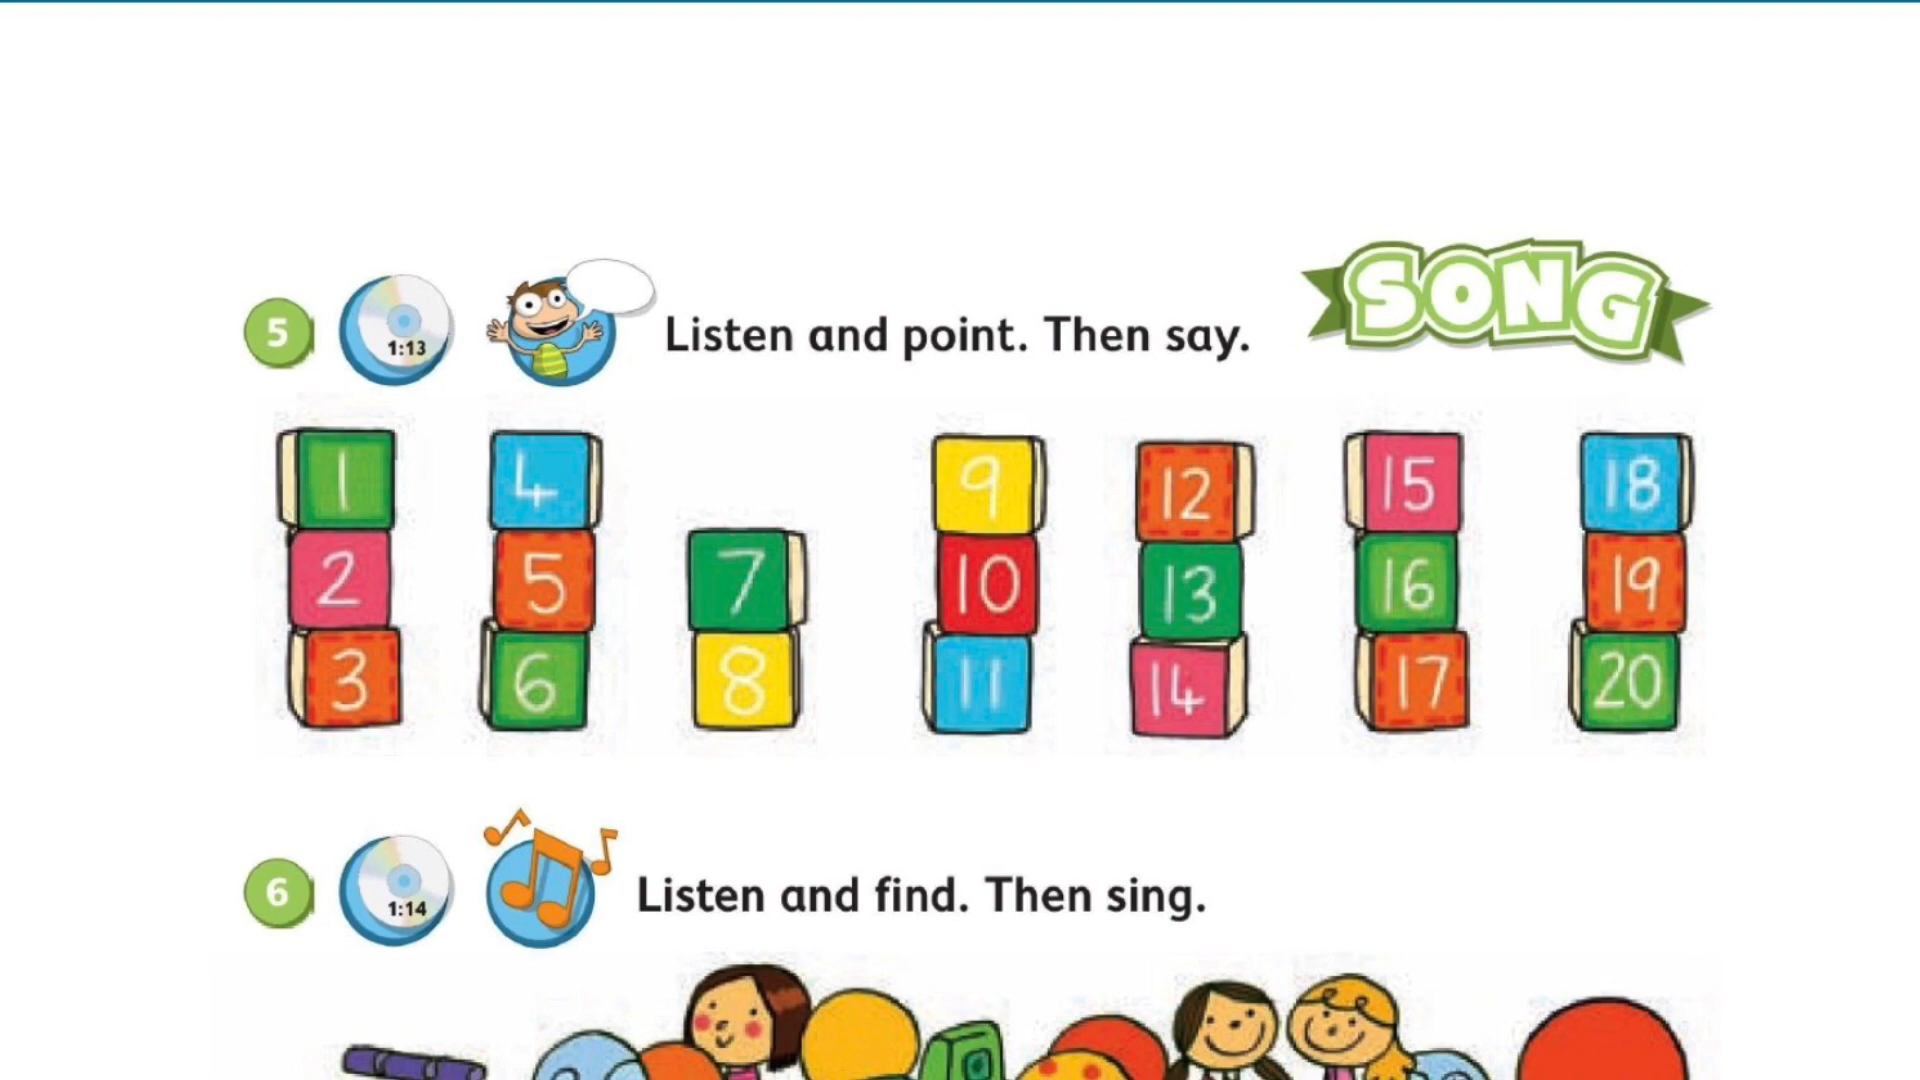 SONG
5 1:13 Listen and point. Then say.
1 4 9 12 15 18
2 5 7 10 13 16 19
3 6 8 11 14 17 20
6 1:14 Listen and find. Then sing.